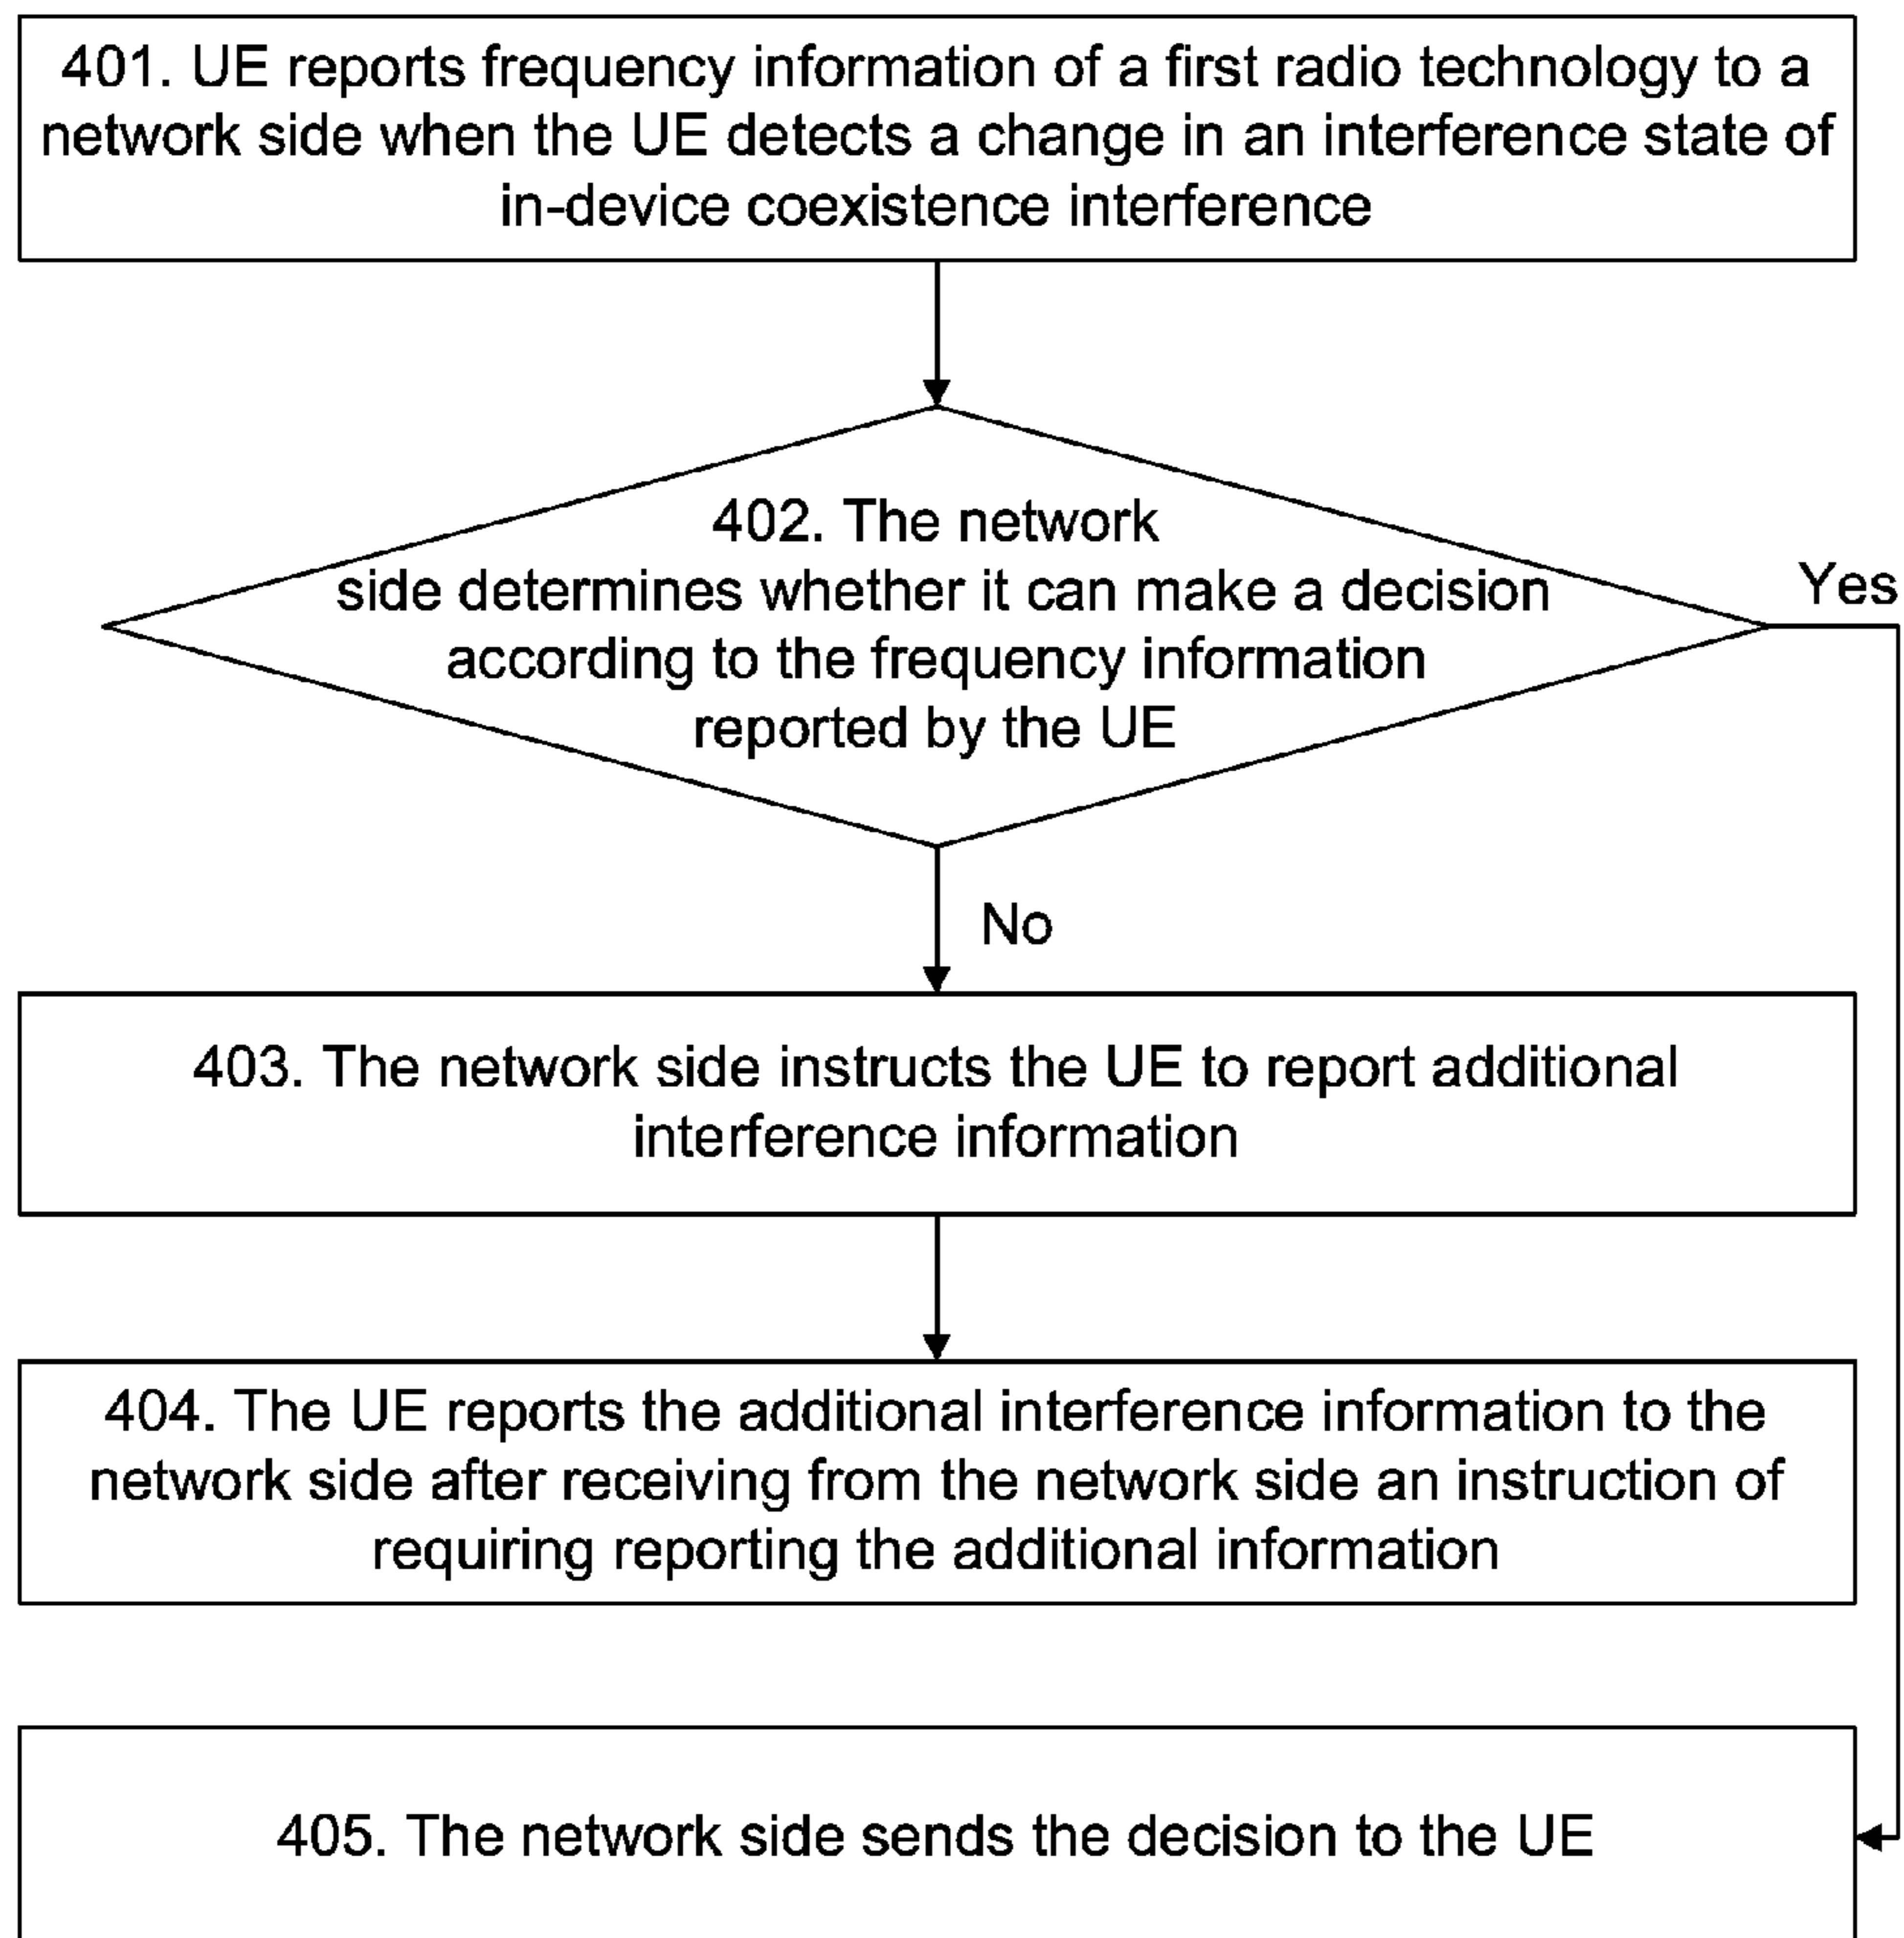 401. UE reports frequency information of a first radio technology to a
network side when the UE detects a change in an interference state of
in-device coexistence interference
402. The network
side determines whether it can make a decision
according to the frequency information
reported by the UE
Yes
No
403. The network side instructs the UE to report additional
interference information
404. The UE reports the additional interference information to the
network side after receiving from the network side an instruction of
requiring reporting the additional information
405. The network side sends the decision to the UE